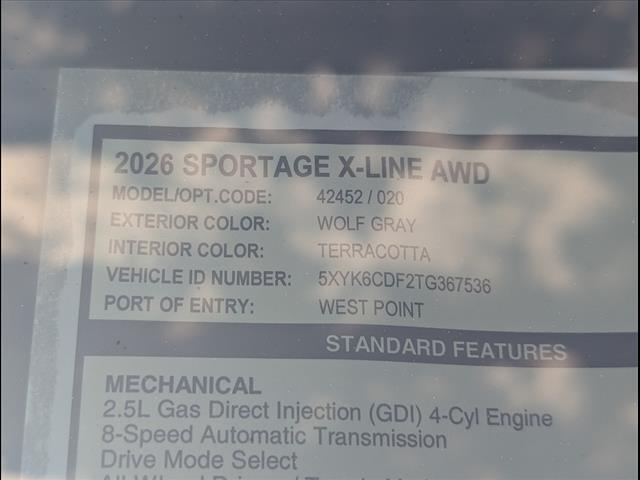 2026 SPORTAGE X-LINE AWD
MODEL/OPT.CODE: 42452 / 020
EXTERIOR COLOR: WOLF GRAY
INTERIOR COLOR: TERRACOTTA
VEHICLE ID NUMBER: 5XYK6CDF2TG367536
PORT OF ENTRY: WEST POINT
STANDARD FEATURES
MECHANICAL
2.5L Gas Direct Injection (GDI) 4-Cyl Engine
8-Speed Automatic Transmission
Drive Mode Select